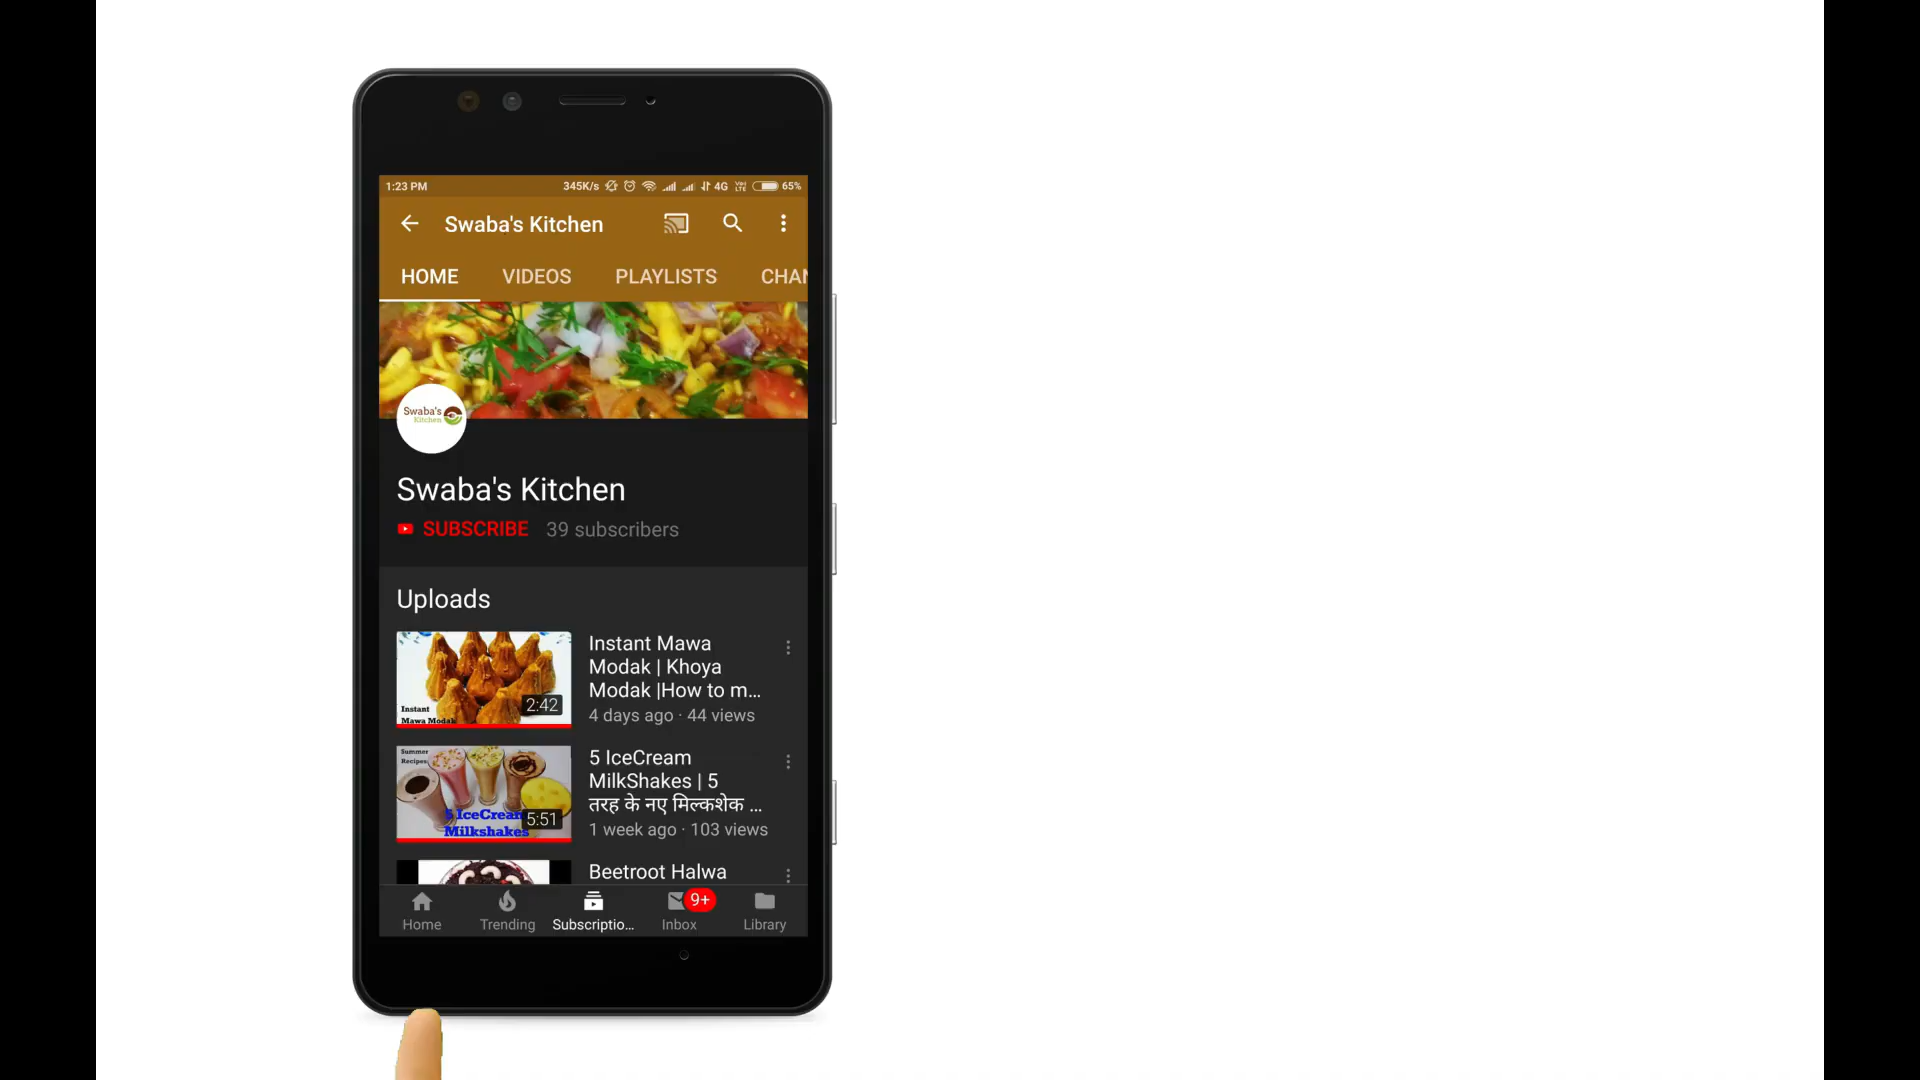 1:23 PM 345K/s 4G VoLTE 65%
Swaba's Kitchen
HOME VIDEOS PLAYLISTS CHAN
Swaba's
Kitchen
Swaba's Kitchen
SUBSCRIBE 39 subscribers
Uploads
Instant
Mawa Modak
2:42
Instant Mawa
Modak | Khoya
Modak |How to m...
4 days ago · 44 views
Summer
Recipes
5 IceCream
Milkshakes
5:51
5 IceCream
MilkShakes | 5
तरह के नए मिल्कशेक ...
1 week ago · 103 views
Beetroot Halwa
9+
Home Trending Subscriptio... Inbox Library